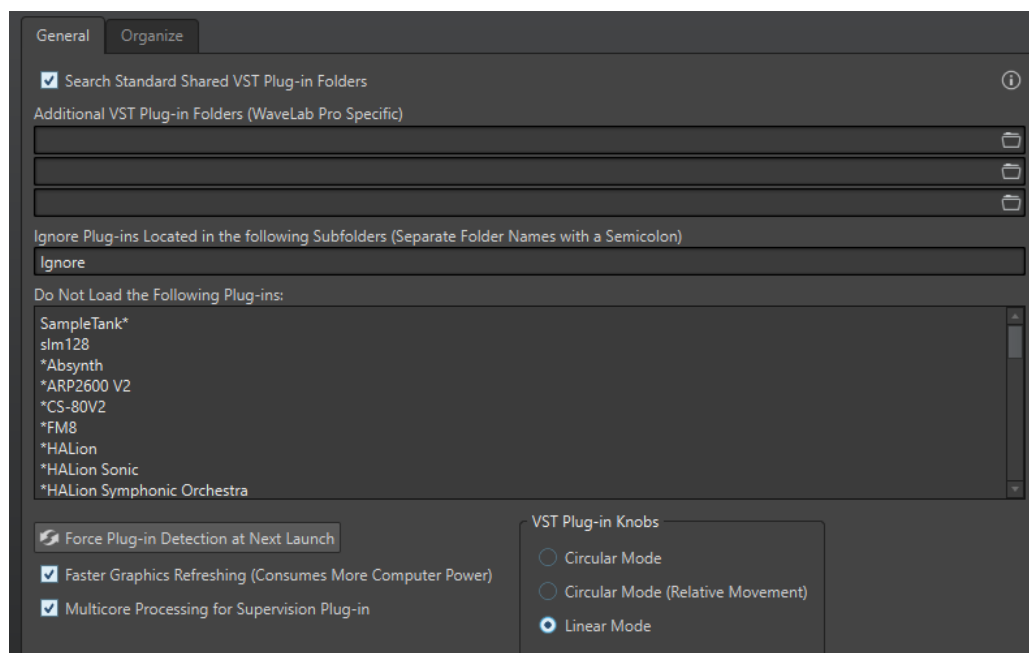 General
Organize
Search Standard Shared VST Plug-in Folders
Additional VST Plug-in Folders (WaveLab Pro Specific)
Ignore Plug-ins Located in the following Subfolders (Separate Folder Names with a Semicolon)
Ignore
Do Not Load the Following Plug-ins:
SampleTank*
slm128
*Absynth
*ARP2600 V2
*CS-80V2
*FM8
*HALion
*HALion Sonic
*HALion Symphonic Orchestra
Force Plug-in Detection at Next Launch
Faster Graphics Refreshing (Consumes More Computer Power)
Multicore Processing for Supervision Plug-in
VST Plug-in Knobs
Circular Mode
Circular Mode (Relative Movement)
Linear Mode